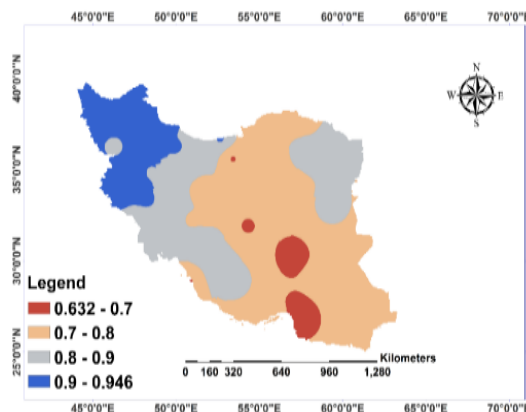 45°0'0"E 50°0'0"E 55°0'0"E 60°0'0"E 65°0'0"E 70°0'0"E
40°0'0"N
35°0'0"N
30°0'0"N
25°0'0"N
N
W E
S
Legend
0.632 - 0.7
0.7 - 0.8
0.8 - 0.9
0.9 - 0.946
Kilometers
0 160 320 640 960 1,280
45°0'0"E 50°0'0"E 55°0'0"E 60°0'0"E 65°0'0"E 70°0'0"E